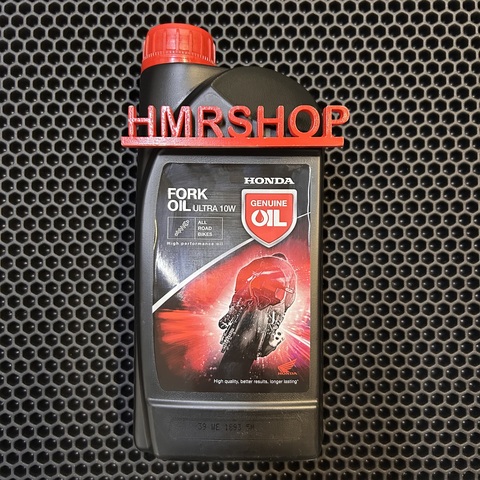 HMRSHOP
FORK
OIL ULTRA 10W
ALL
ROAD
BIKES
High performance oil
HONDA
GENUINE
OIL
HONDA
High quality, better results, longer lasting